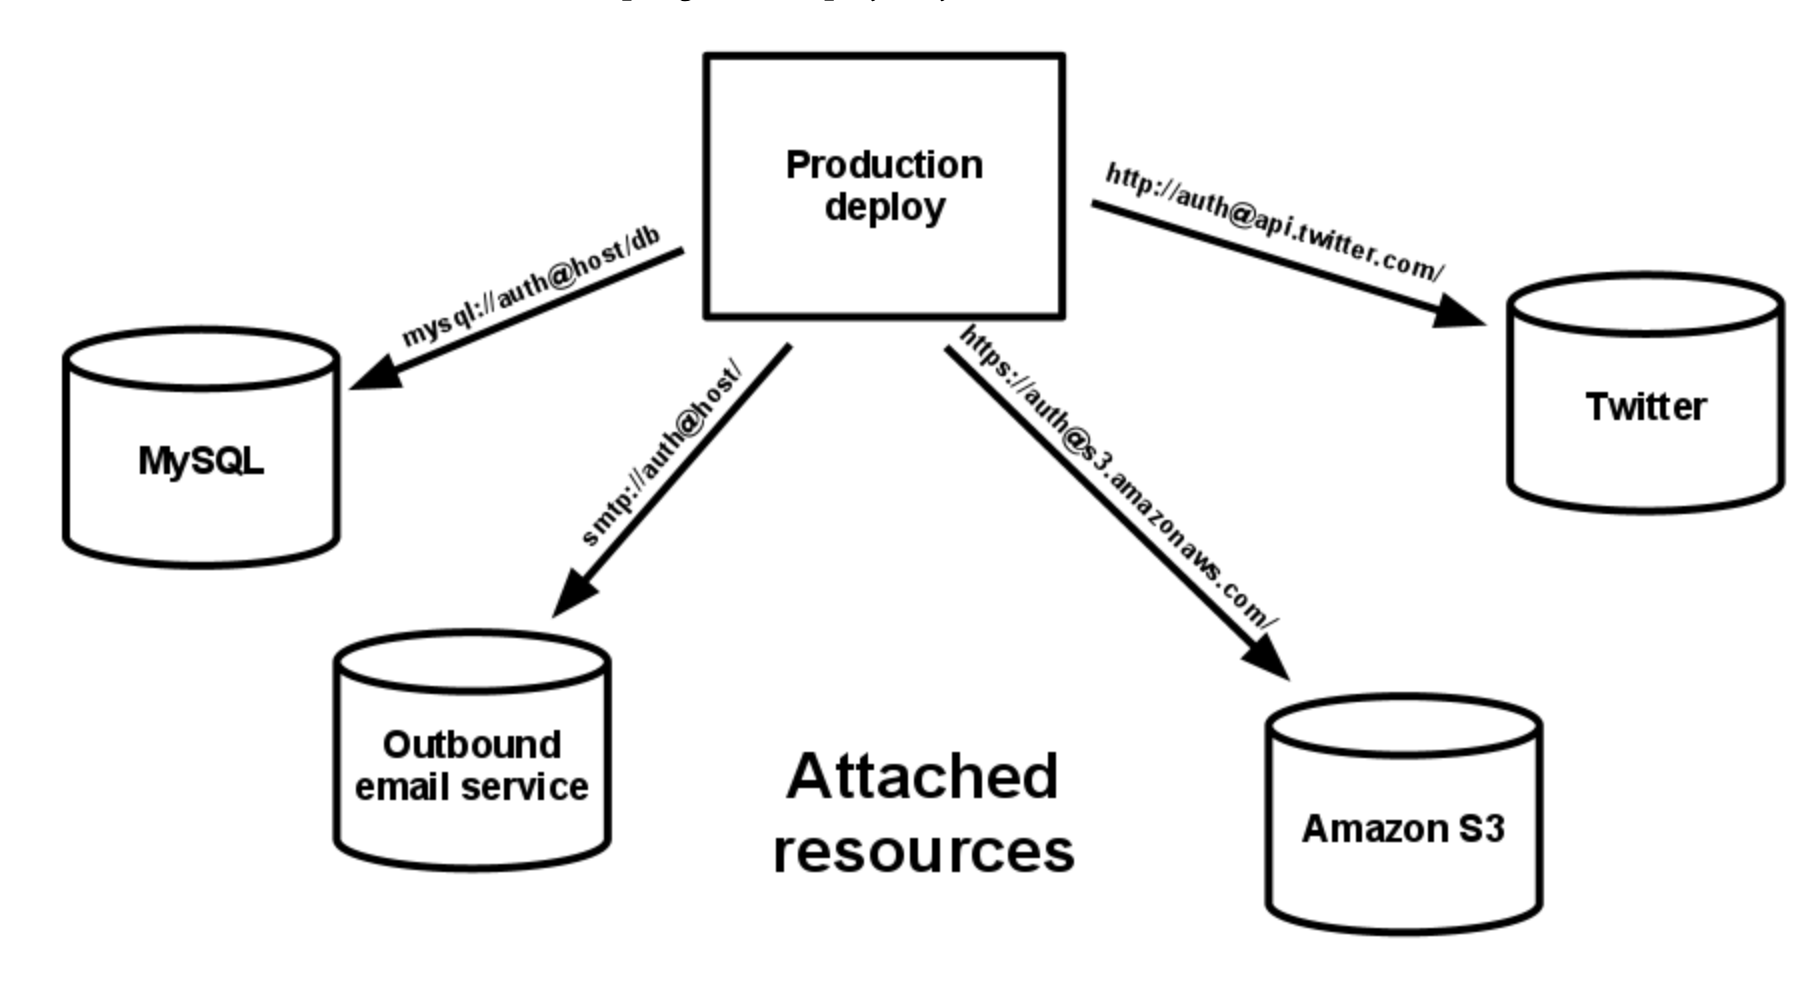 Production
deploy
http://auth@api.twitter.com/
mysql://auth@host/db
smtp://auth@host/
https://auth@s3.amazonaws.com/
MySQL
Twitter
Outbound
email service
Attached
resources
Amazon S3